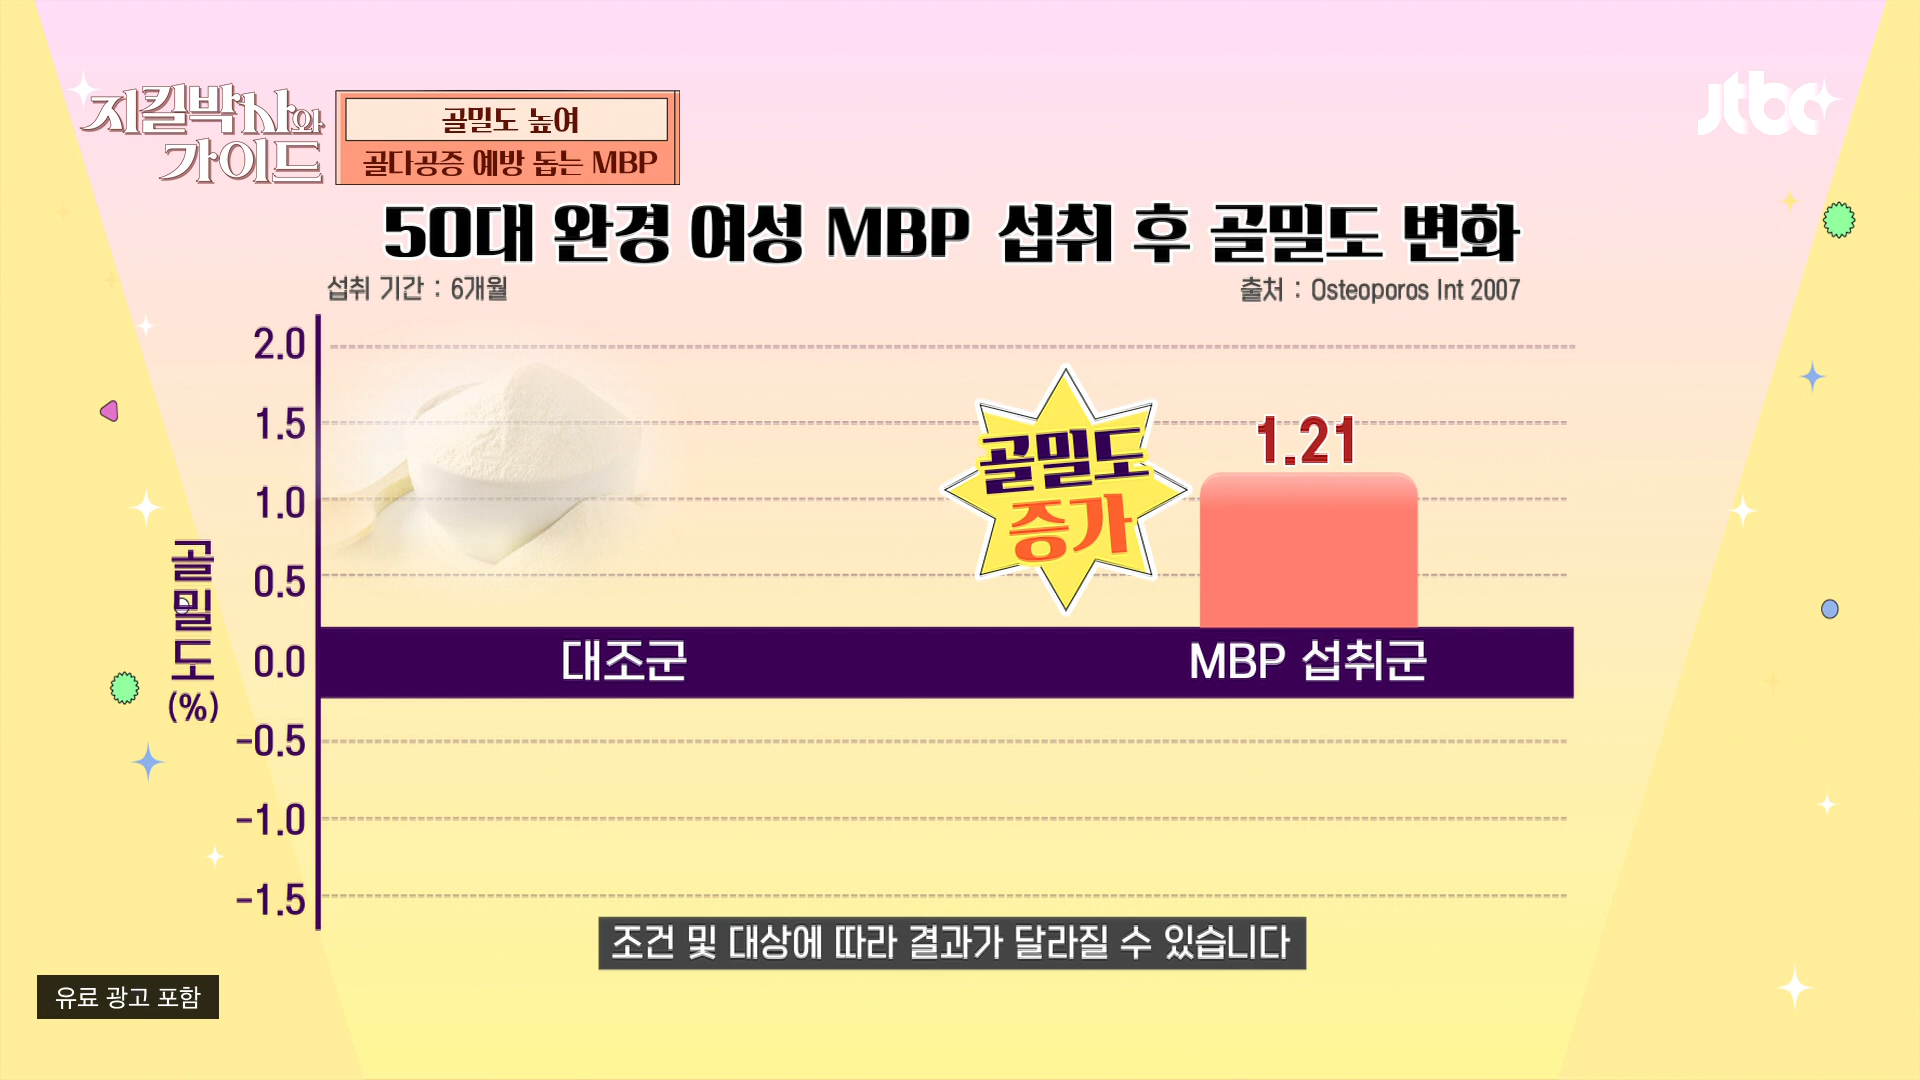 지킬박사와
가이드
골밀도 높여
골다공증 예방 돕는 MBP
jtbc
50대 완경 여성 MBP 섭취 후 골밀도 변화
섭취 기간 : 6개월
출처 : Osteoporos Int 2007
2.0
1.5
1.0
0.5
0.0
-0.5
-1.0
-1.5
골밀도
(%)
골밀도
증가
1.21
대조군
MBP 섭취군
조건 및 대상에 따라 결과가 달라질 수 있습니다
유료 광고 포함